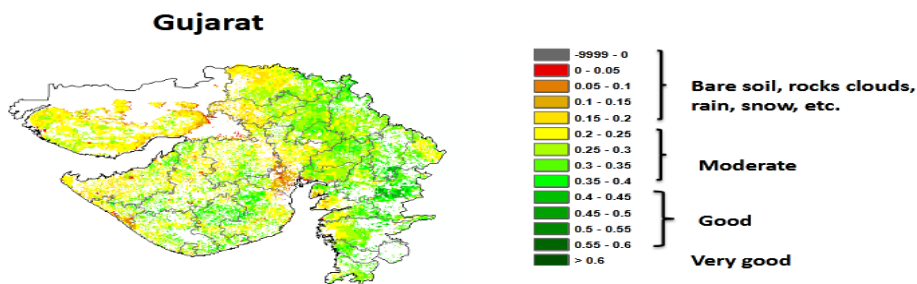 Gujarat
-9999 - 0
0 - 0.05
0.05 - 0.1
0.1 - 0.15
0.15 - 0.2
0.2 - 0.25
0.25 - 0.3
0.3 - 0.35
0.35 - 0.4
0.4 - 0.45
0.45 - 0.5
0.5 - 0.55
0.55 - 0.6
> 0.6
Bare soil, rocks clouds,
rain, snow, etc.
Moderate
Good
Very good